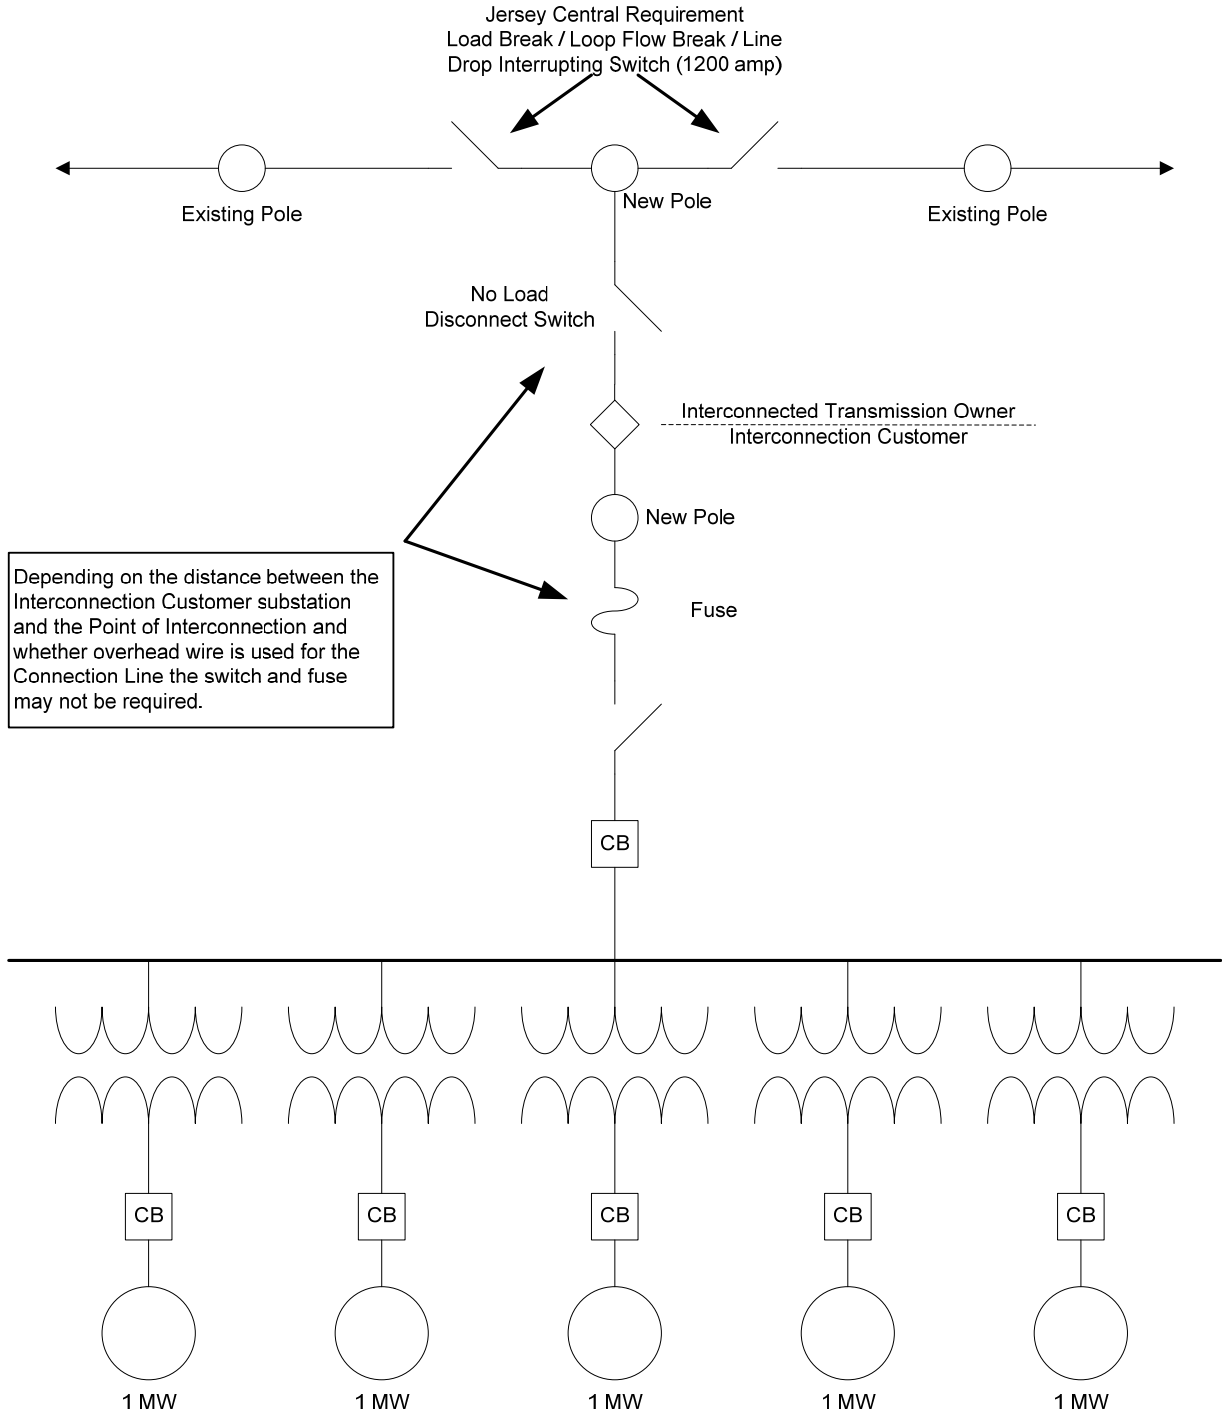 Jersey Central Requirement
Load Break / Loop Flow Break / Line
Drop Interrupting Switch (1200 amp)
New Pole
Existing Pole
Existing Pole
No Load
Disconnect Switch
Interconnected Transmission Owner
Interconnection Customer
New Pole
Depending on the distance between the
Interconnection Customer substation
and the Point of Interconnection and
whether overhead wire is used for the
Connection Line the switch and fuse
may not be required.
Fuse
CB
CB
CB
CB
CB
CB
1 MW
1 MW
1 MW
1 MW
1 MW